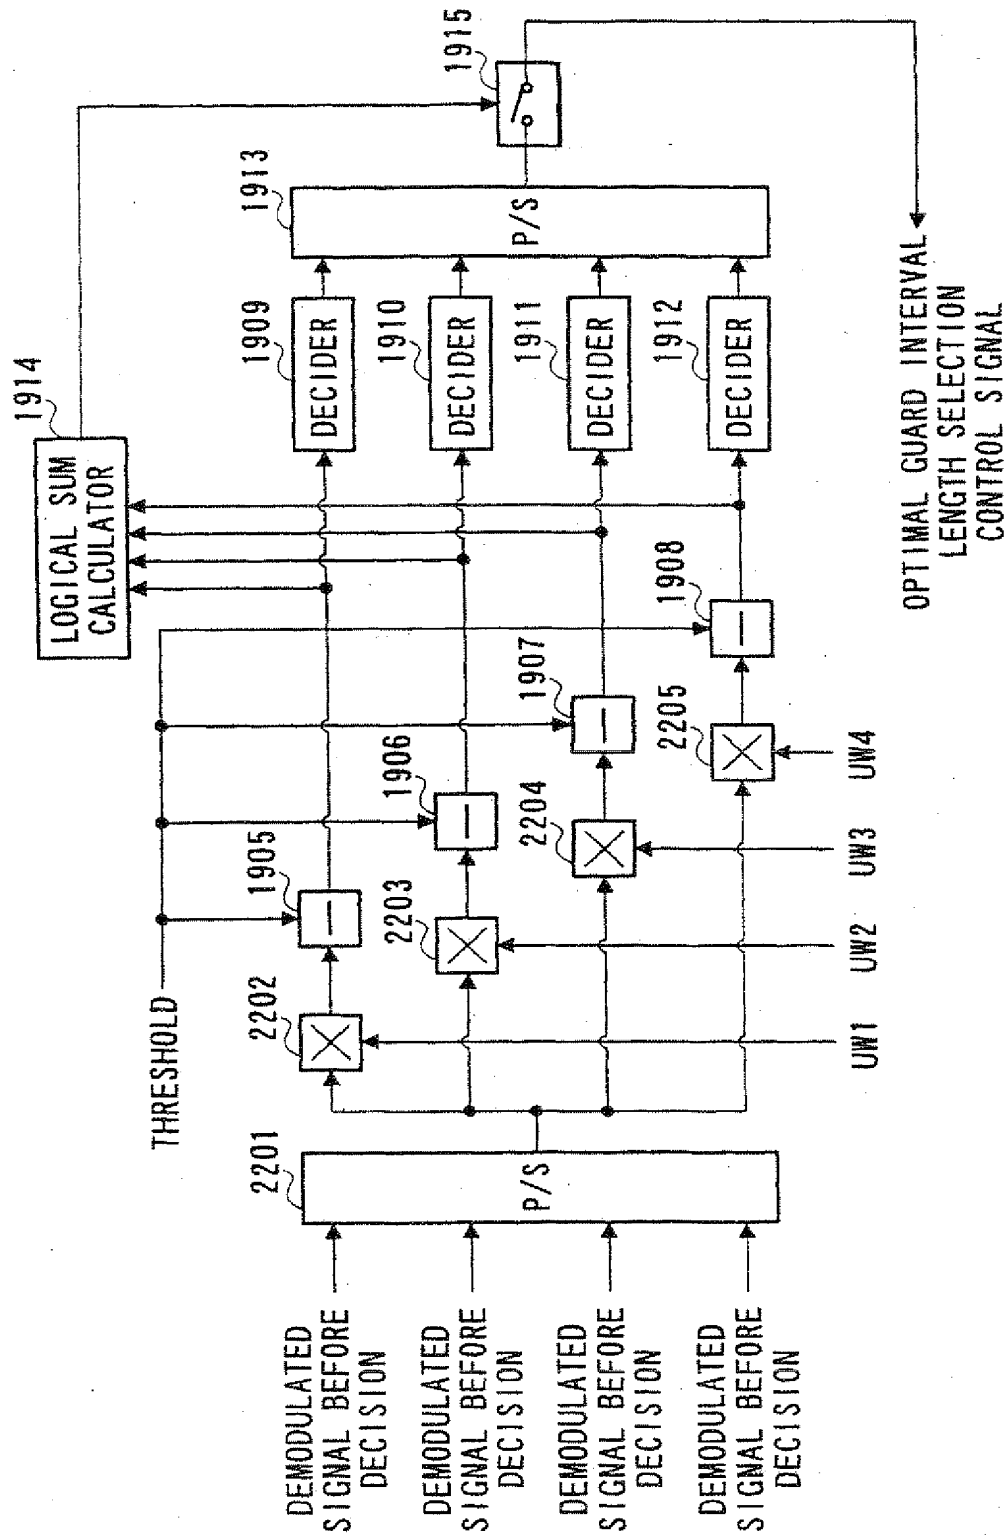 DEMODULATED
SIGNAL BEFORE
DECISION
DEMODULATED
SIGNAL BEFORE
DECISION
DEMODULATED
SIGNAL BEFORE
DECISION
DEMODULATED
SIGNAL BEFORE
DECISION
2201
P/S
THRESHOLD
2202
2203
2204
2205
UW1
UW2
UW3
UW4
1905
1906
1907
1908
1914
LOGICAL SUM
CALCULATOR
1909
DECIDER
1910
DECIDER
1911
DECIDER
1912
DECIDER
1913
P/S
1915
OPTIMAL GUARD INTERVAL
LENGTH SELECTION
CONTROL SIGNAL